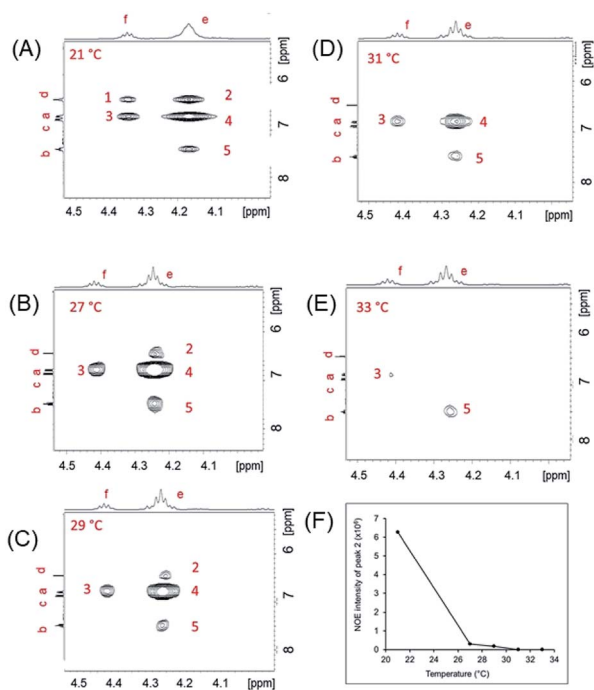 (A)
f e
21 °C
[ppm]
d
1 2
6
c a
3 4
7
b
5
8
4.5 4.4 4.3 4.2 4.1 [ppm]
(D)
f e
31 °C
[ppm]
d
6
c a
3 4
7
b
5
8
4.5 4.4 4.3 4.2 4.1 [ppm]
(B)
f e
27 °C
[ppm]
6
d
2
c a
3 4
7
b
5
8
4.5 4.4 4.3 4.2 4.1 [ppm]
(E)
f e
33 °C
[ppm]
6
d
c a
3
7
b
5
8
4.5 4.4 4.3 4.2 4.1 [ppm]
(C)
f e
29 °C
[ppm]
6
d
2
c a
3 4
7
b
5
8
4.5 4.4 4.3 4.2 4.1 [ppm]
(F)
NOE intensity of peak 2 (x10⁶)
7
6
5
4
3
2
1
0
20 22 24 26 28 30 32 34
Temperature (°C)